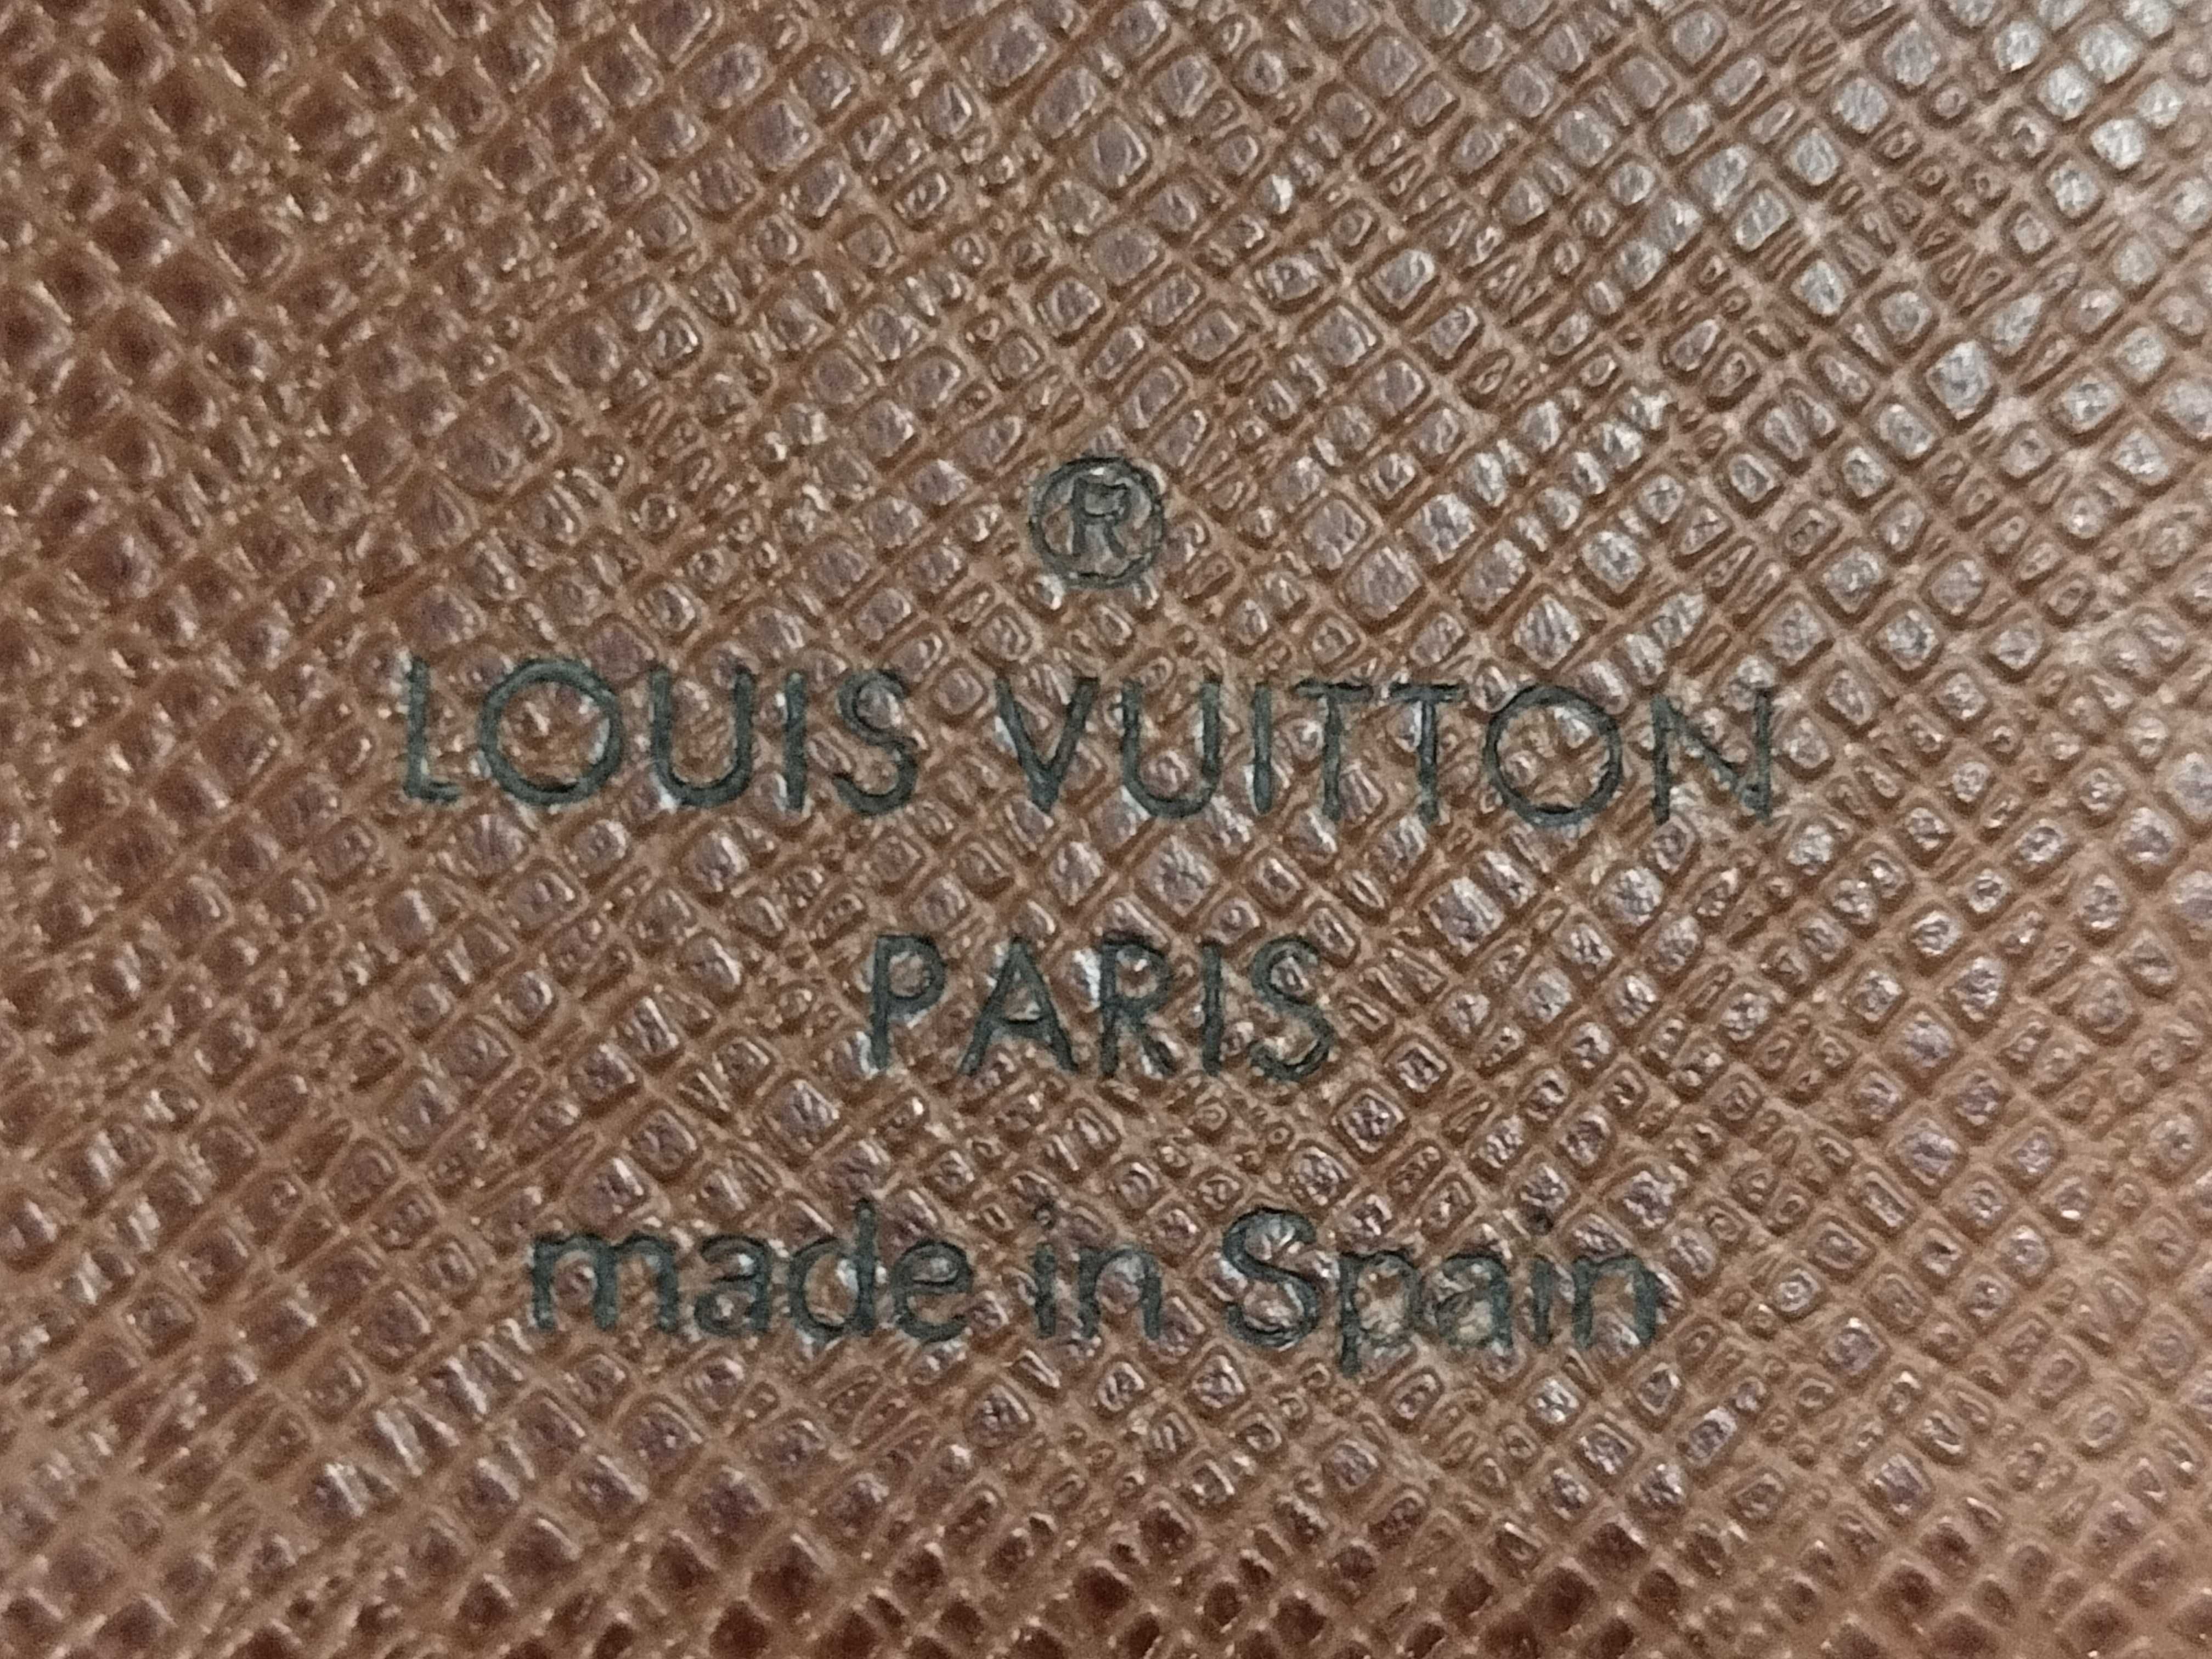 ®
LOUIS VUITTON
PARIS
made in Spain